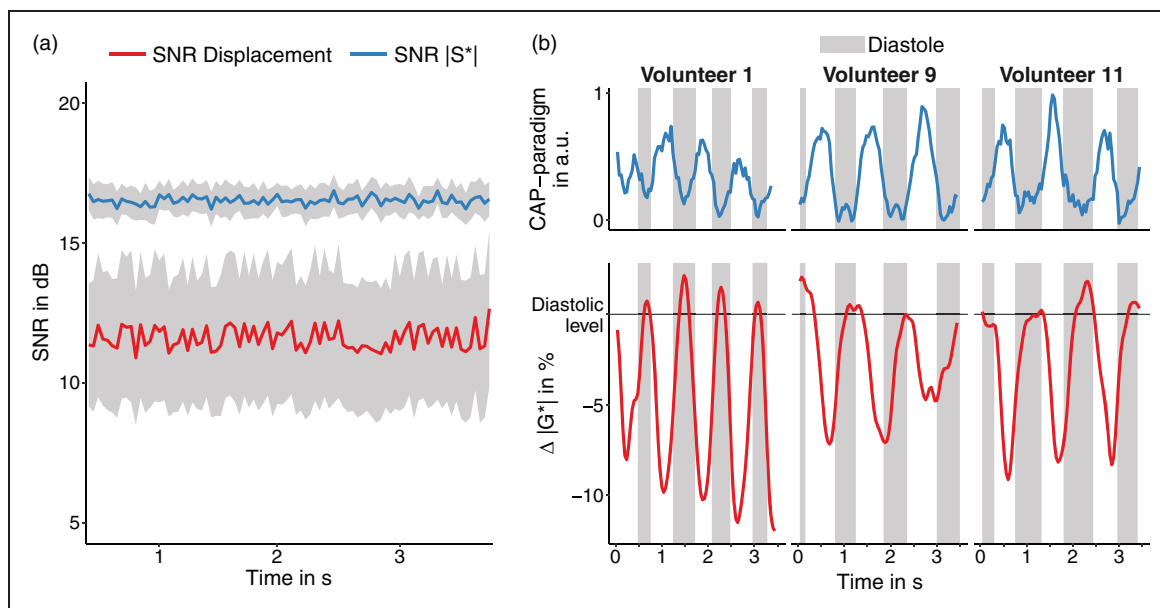 (a)
SNR Displacement SNR |S*|
20
15
10
5
SNR in dB
1 2 3
Time in s
(b)
Diastole
Volunteer 1 Volunteer 9 Volunteer 11
1
0
CAP−paradigm
in a.u.
Diastolic
level
−5
−10
Δ |G*| in %
0 1 2 3 0 1 2 3 0 1 2 3
Time in s